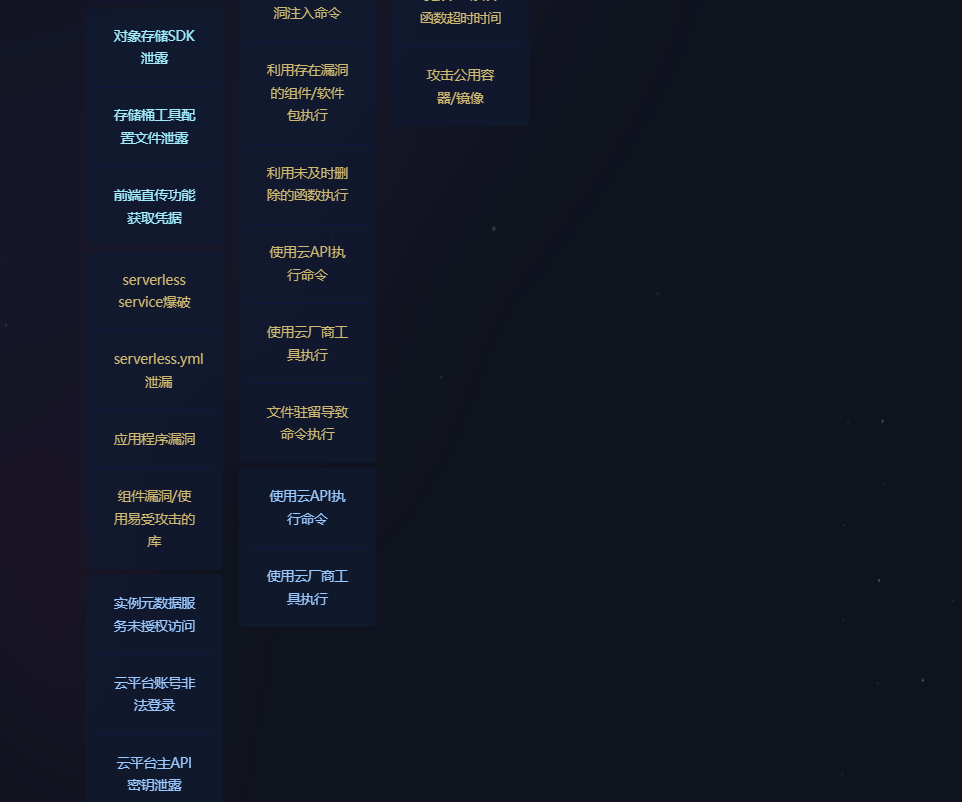 对象存储SDK
泄露
存储桶工具配
置文件泄露
前端直传功能
获取凭据
serverless
service爆破
serverless.yml
泄漏
应用程序漏洞
组件漏洞/使
用易受攻击的
库
实例元数据服
务未授权访问
云平台账号非
法登录
云平台主API
密钥泄露
洞注入命令
利用存在漏洞
的组件/软件
包执行
利用未及时删
除的函数执行
使用云API执
行命令
使用云厂商工
具执行
文件驻留导致
命令执行
使用云API执
行命令
使用云厂商工
具执行
函数超时时间
攻击公用容
器/镜像